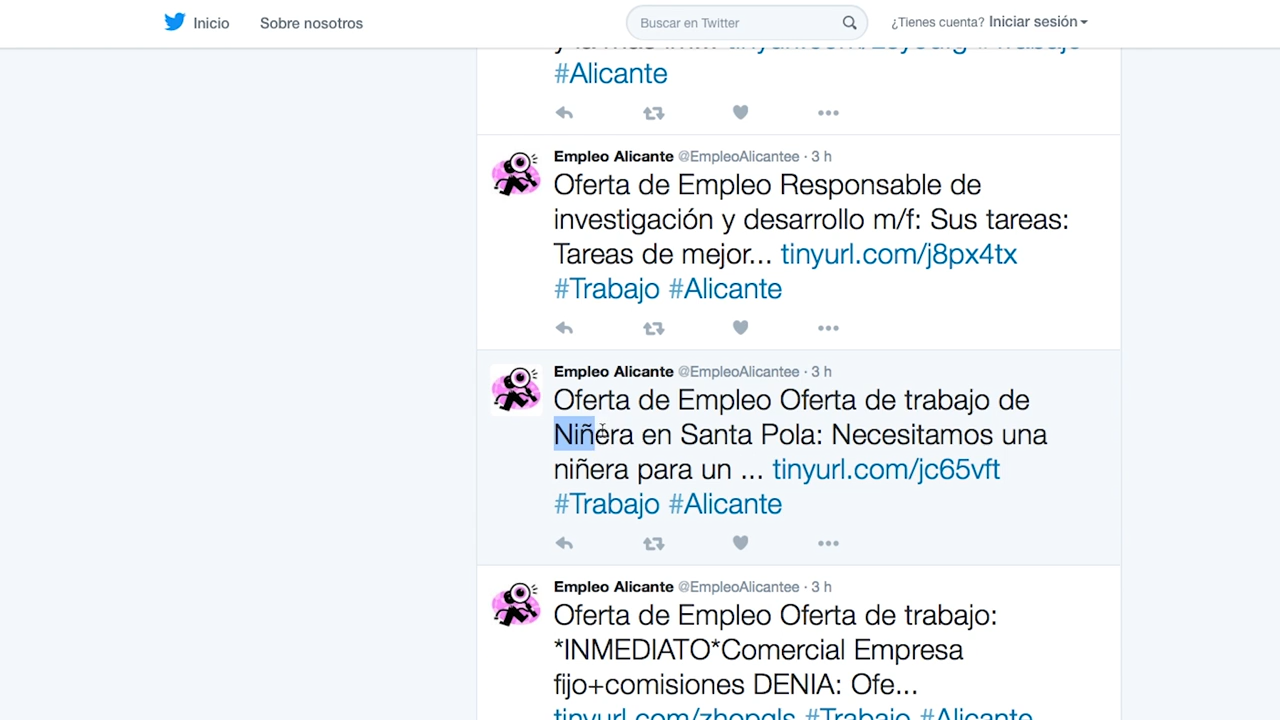 Inicio
Sobre nosotros
Buscar en Twitter
¿Tienes cuenta? Iniciar sesión
#Alicante
Empleo Alicante @EmpleoAlicantee · 3 h
Oferta de Empleo Responsable de
investigación y desarrollo m/f: Sus tareas:
Tareas de mejor... tinyurl.com/j8px4tx
#Trabajo #Alicante
Empleo Alicante @EmpleoAlicantee · 3 h
Oferta de Empleo Oferta de trabajo de
Niñera en Santa Pola: Necesitamos una
niñera para un ... tinyurl.com/jc65vft
#Trabajo #Alicante
Empleo Alicante @EmpleoAlicantee · 3 h
Oferta de Empleo Oferta de trabajo:
*INMEDIATO*Comercial Empresa
fijo+comisiones DENIA: Ofe...
#Trabajo #Alicante